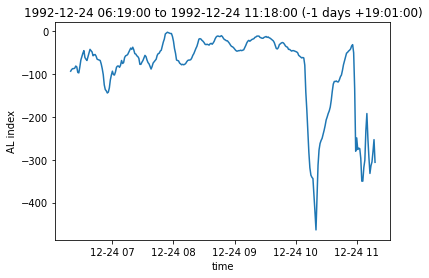 1992-12-24 06:19:00 to 1992-12-24 11:18:00 (-1 days +19:01:00)
0
−100
−200
−300
−400
AL index
12-24 07 12-24 08 12-24 09 12-24 10 12-24 11
time